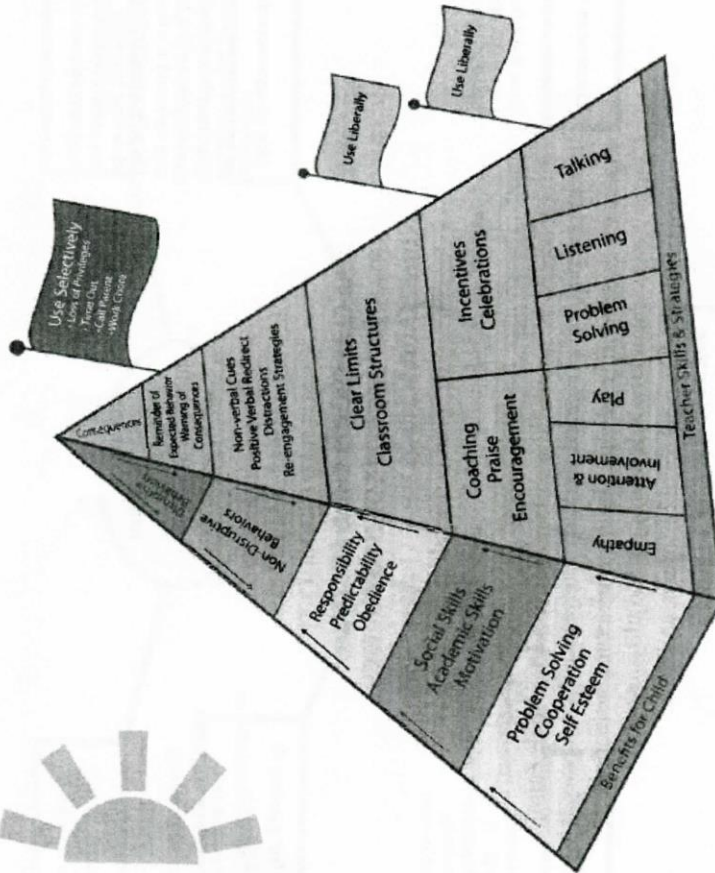 Use Selectively
- Loss of Privileges
- Time Out
- Call Parent
- Work Chore
Use Liberally
Use Liberally
Consequences
Reminder of
Expected Behavior
Warning of
Consequences
Non-verbal Cues
Positive Verbal Redirect
Distractions
Re-engagement Strategies
Clear Limits
Classroom Structures
Coaching
Praise
Encouragement
Incentives
Celebrations
Empathy
Attention &
Involvement
Play
Problem
Solving
Listening
Talking
Teacher Skills & Strategies
Disruptive
Behaviors
Non-Disruptive
Behaviors
Responsibility
Predictability
Obedience
Social Skills
Academic Skills
Motivation
Problem Solving
Cooperation
Self Esteem
Benefits for Child